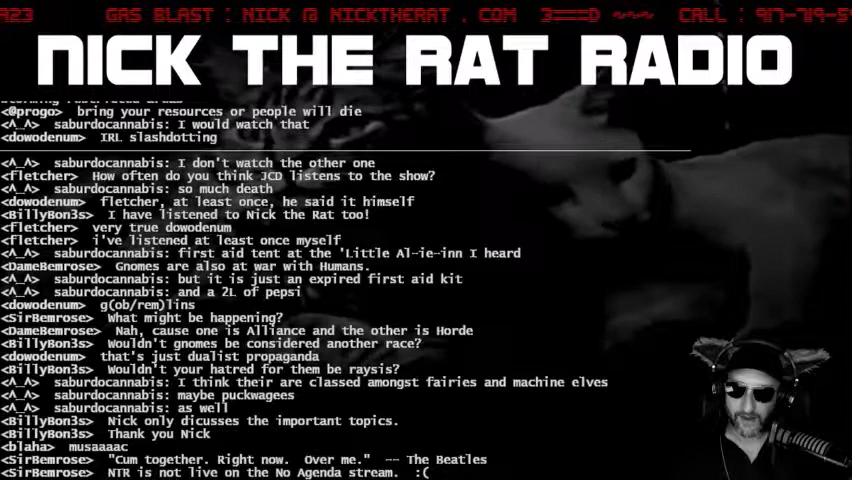 923 GAS BLAST : NICK @ NICKTHERAT . COM 3===D ~~~ CALL : 917-719-5
NICK THE RAT RADIO
<@progo> bring your resources or people will die
<^_^> saburdocannabis: I would watch that
<dowodenum> IRL slashdotting
<^_^> saburdocannabis: I don't watch the other one
<fletcher> How often do you think JCD listens to the show?
<^_^> saburdocannabis: so much death
<dowodenum> fletcher, at least once, he said it himself
<BillyBon3s> I have listened to Nick the Rat too!
<fletcher> very true dowodenum
<fletcher> i've listened at least once myself
<^_^> saburdocannabis: first aid tent at the 'Little Al-ie-inn I heard
<DameBemrose> Gnomes are also at war with Humans.
<^_^> saburdocannabis: but it is just an expired first aid kit
<^_^> saburdocannabis: and a 2L of pepsi
<dowodenum> g(ob/rem)lins
<SirBemrose> What might be happening?
<DameBemrose> Nah, cause one is Alliance and the other is Horde
<BillyBon3s> Wouldn't gnomes be considered another race?
<dowodenum> that's just dualist propaganda
<BillyBon3s> Wouldn't your hatred for them be raysis?
<^_^> saburdocannabis: I think their are classed amongst fairies and machine elves
<^_^> saburdocannabis: maybe puckwagees
<^_^> saburdocannabis: as well
<BillyBon3s> Nick only dicusses the important topics.
<BillyBon3s> Thank you Nick
<blaha> musaaaac
<SirBemrose> "Cum together. Right now. Over me." -- The Beatles
<SirBemrose> NTR is not live on the No Agenda stream. :(